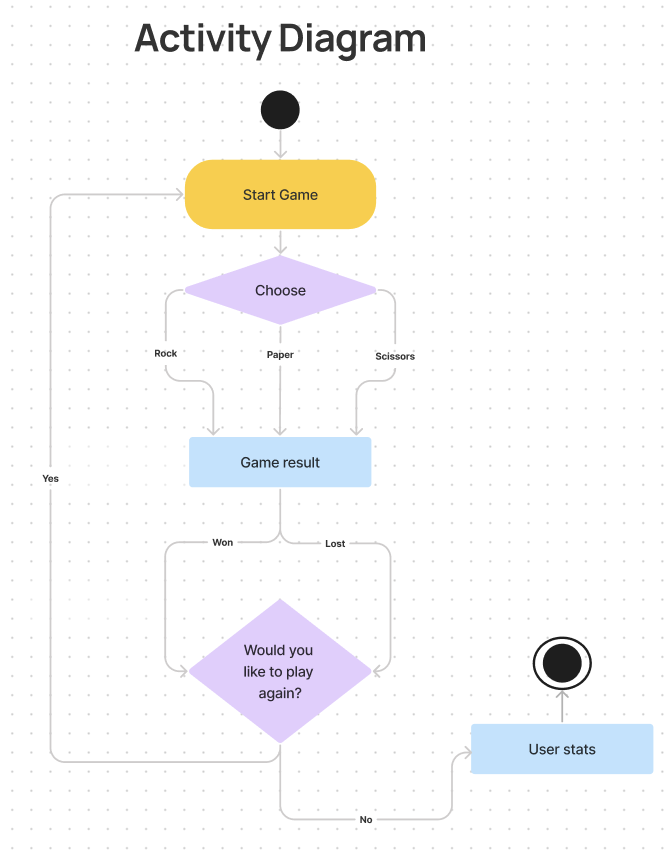 Activity Diagram
Start Game
Choose
Rock
Paper
Scissors
Game result
Yes
Won
Lost
Would you
like to play
again?
User stats
No